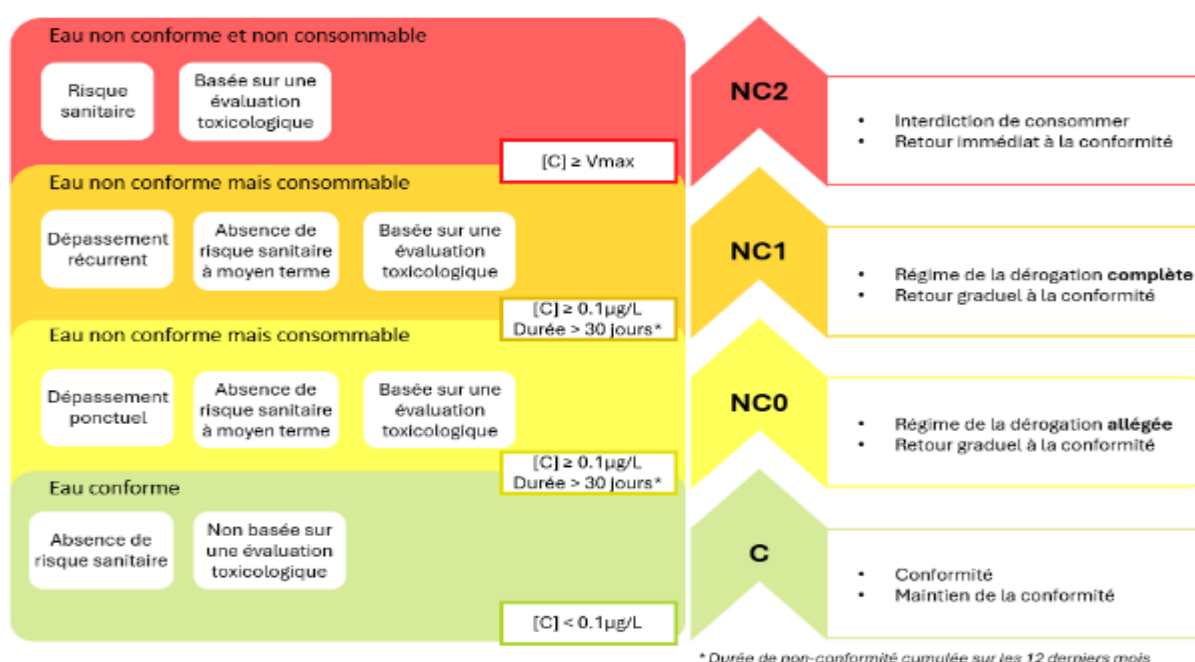 Eau non conforme et non consommable
Risque
sanitaire
Basée sur une
évaluation
toxicologique
[C] ≥ Vmax
NC2
• Interdiction de consommer
• Retour immédiat à la conformité
Eau non conforme mais consommable
Dépassement
récurrent
Absence de
risque sanitaire
à moyen terme
Basée sur une
évaluation
toxicologique
[C] ≥ 0.1µg/L
Durée > 30 jours*
NC1
• Régime de la dérogation complète
• Retour graduel à la conformité
Eau non conforme mais consommable
Dépassement
ponctuel
Absence de
risque sanitaire
à moyen terme
Basée sur une
évaluation
toxicologique
[C] ≥ 0.1µg/L
Durée > 30 jours*
NC0
• Régime de la dérogation allégée
• Retour graduel à la conformité
Eau conforme
Absence de
risque sanitaire
Non basée sur
une évaluation
toxicologique
[C] < 0.1µg/L
C
• Conformité
• Maintien de la conformité
* Durée de non-conformité cumulée sur les 12 derniers mois